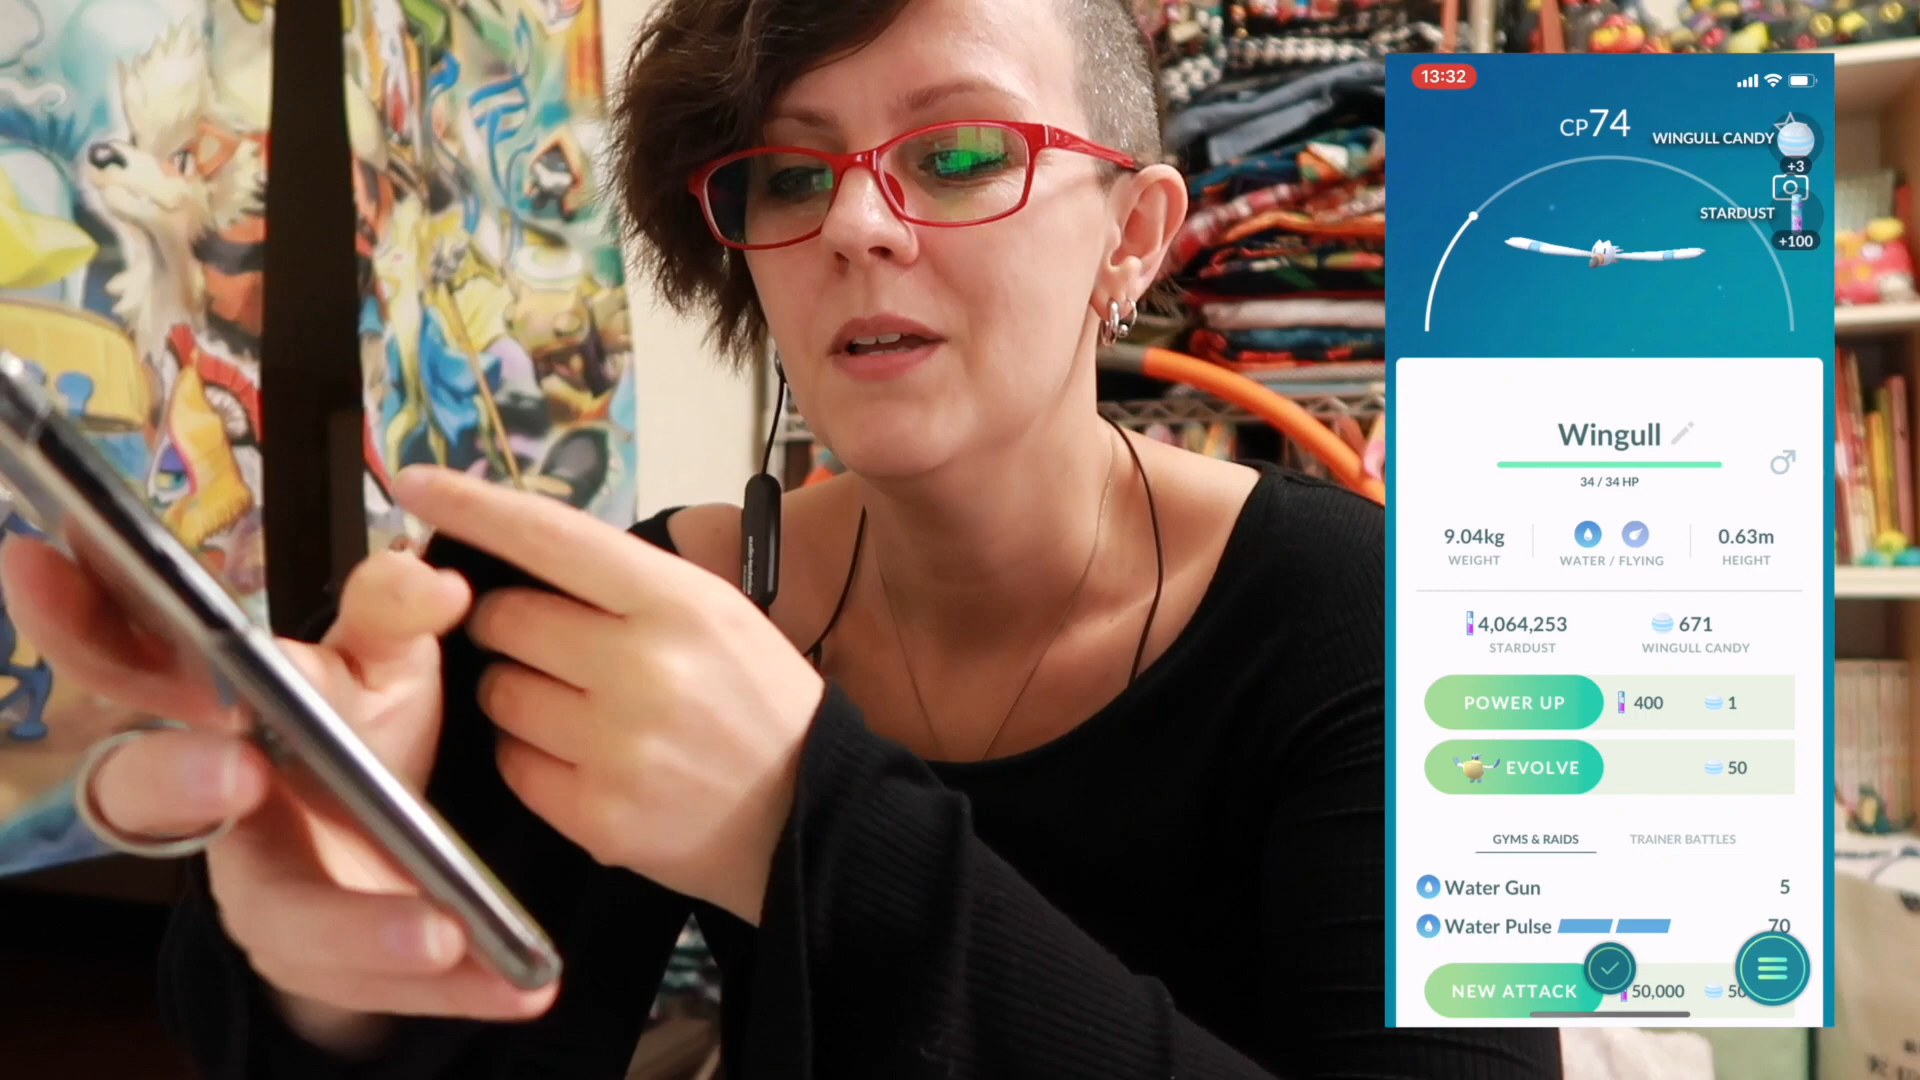 13:32
CP74
WINGULL CANDY
+3
STARDUST
+100
Wingull
34 / 34 HP
9.04kg
WEIGHT
WATER / FLYING
0.63m
HEIGHT
4,064,253
STARDUST
671
WINGULL CANDY
POWER UP 400 1
EVOLVE 50
GYMS & RAIDS TRAINER BATTLES
Water Gun 5
Water Pulse 70
NEW ATTACK 50,000
audio-technica